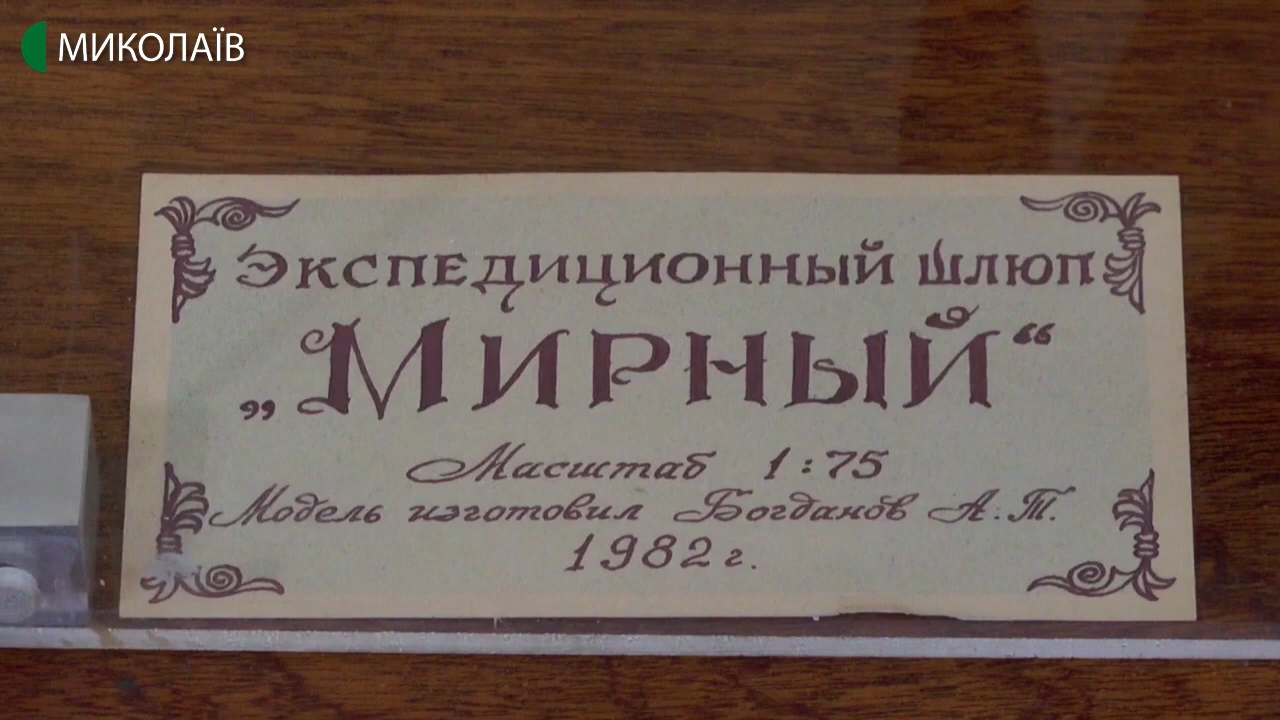 МИКОЛАЇВ
Экспедиционный шлюп
„Мирный“
Масштаб 1:75
Модель изготовил Богданов А.Т.
1982 г.